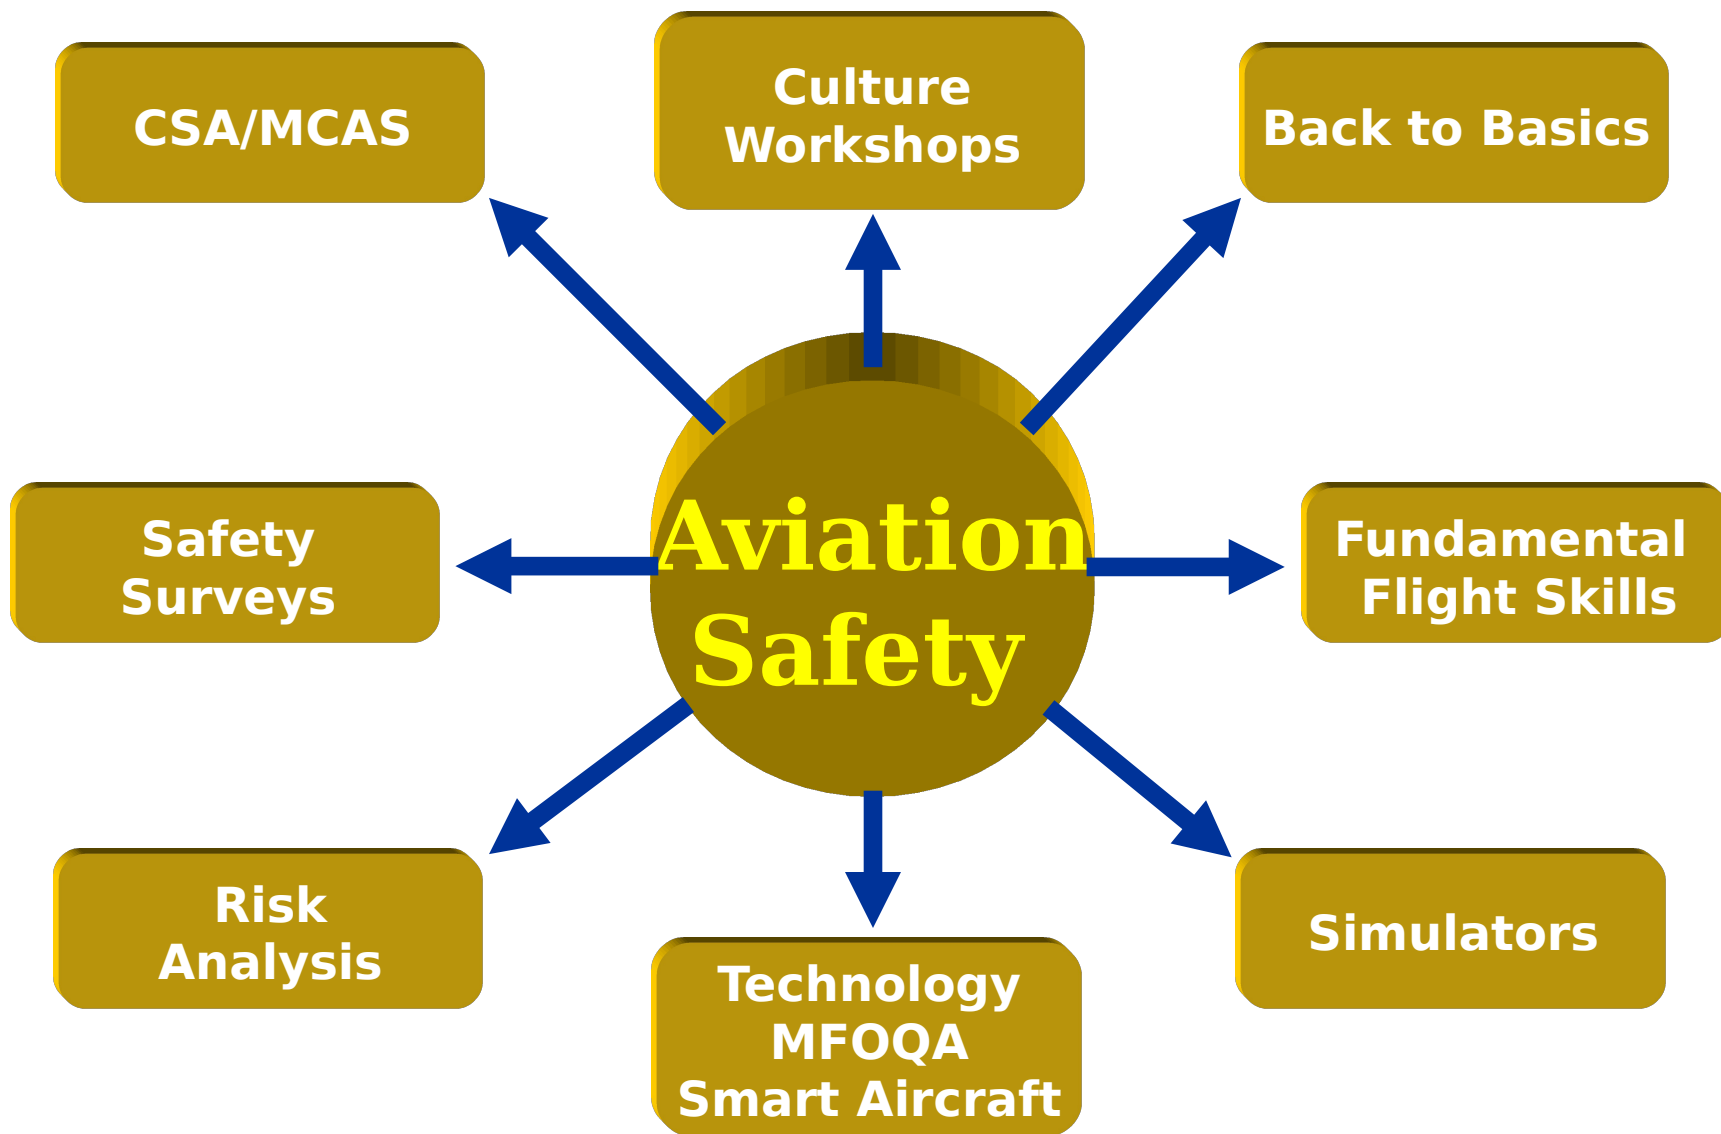 CSA/MCAS
Culture
Workshops
Back to Basics
Safety
Surveys
Aviation
Safety
Fundamental
Flight Skills
Risk
Analysis
Technology
MFOQA
Smart Aircraft
Simulators